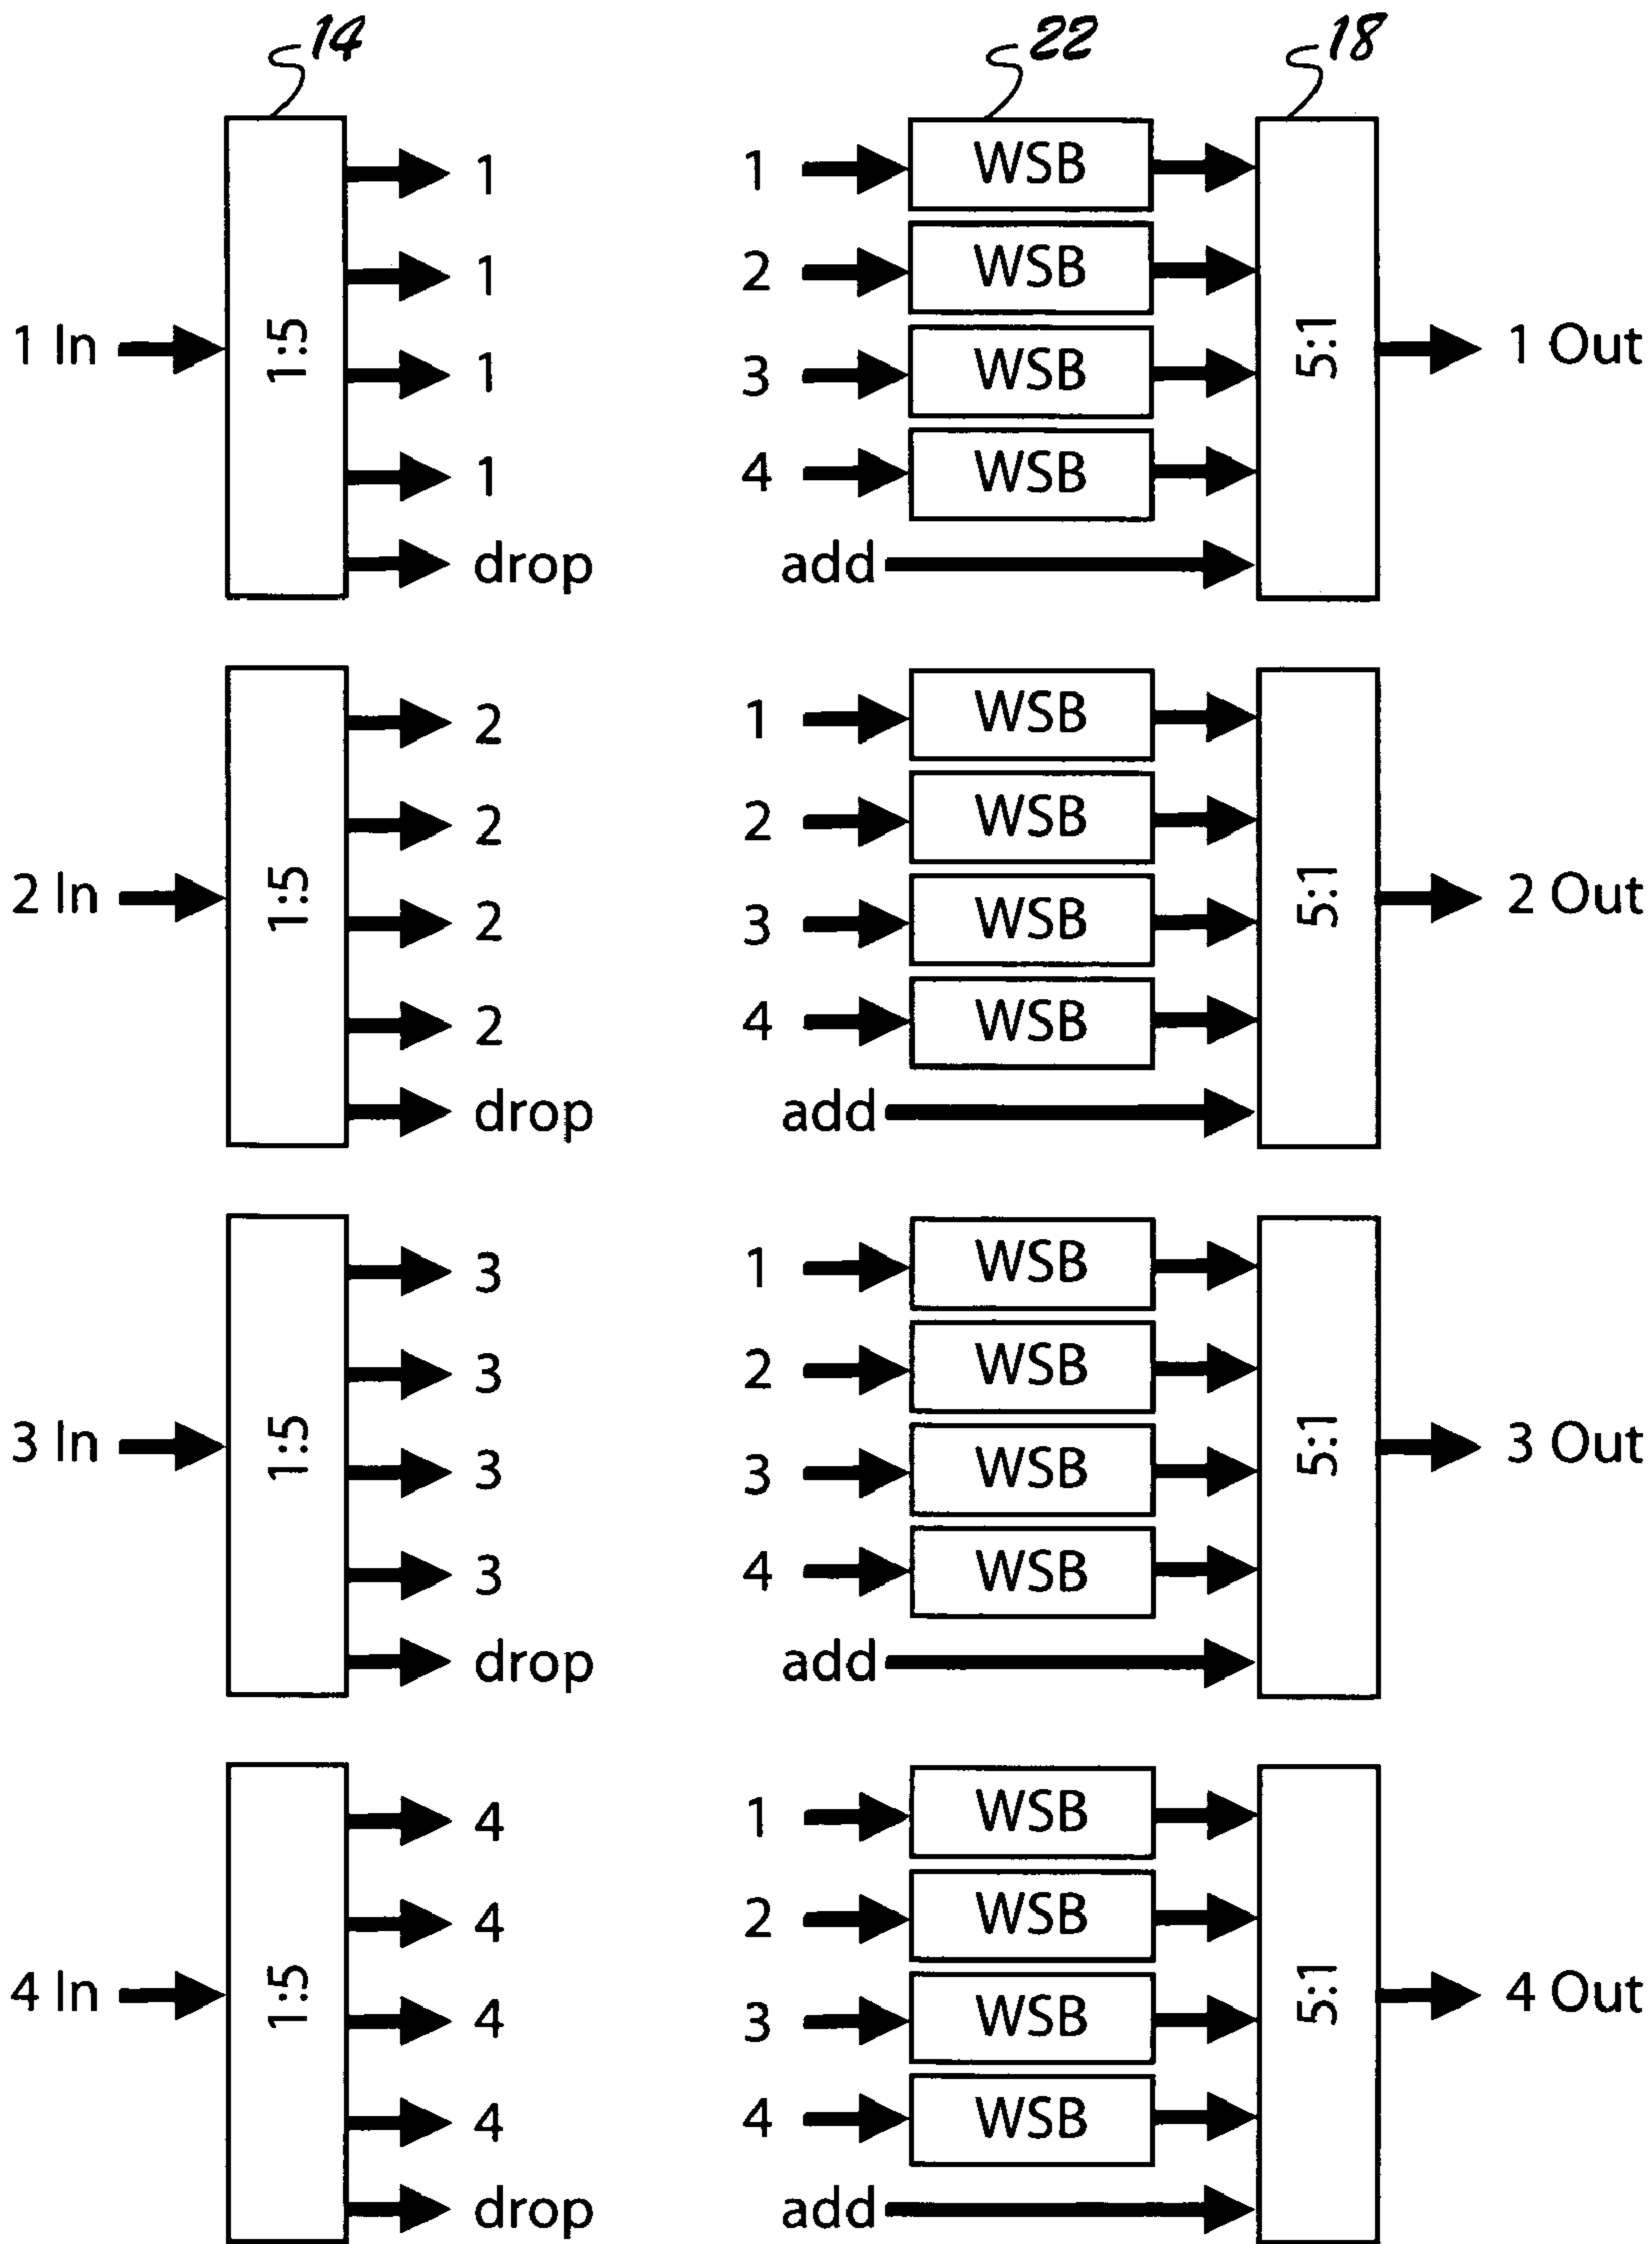 14 22 18
1 1 WSB
1 2 WSB
1 In 1:5 1 3 WSB 5:1 1 Out
1 4 WSB
drop add
2 1 WSB
2 2 WSB
2 In 1:5 2 3 WSB 5:1 2 Out
2 4 WSB
drop add
3 1 WSB
3 2 WSB
3 In 1:5 3 3 WSB 5:1 3 Out
3 4 WSB
drop add
4 1 WSB
4 2 WSB
4 In 1:5 4 3 WSB 5:1 4 Out
4 4 WSB
drop add